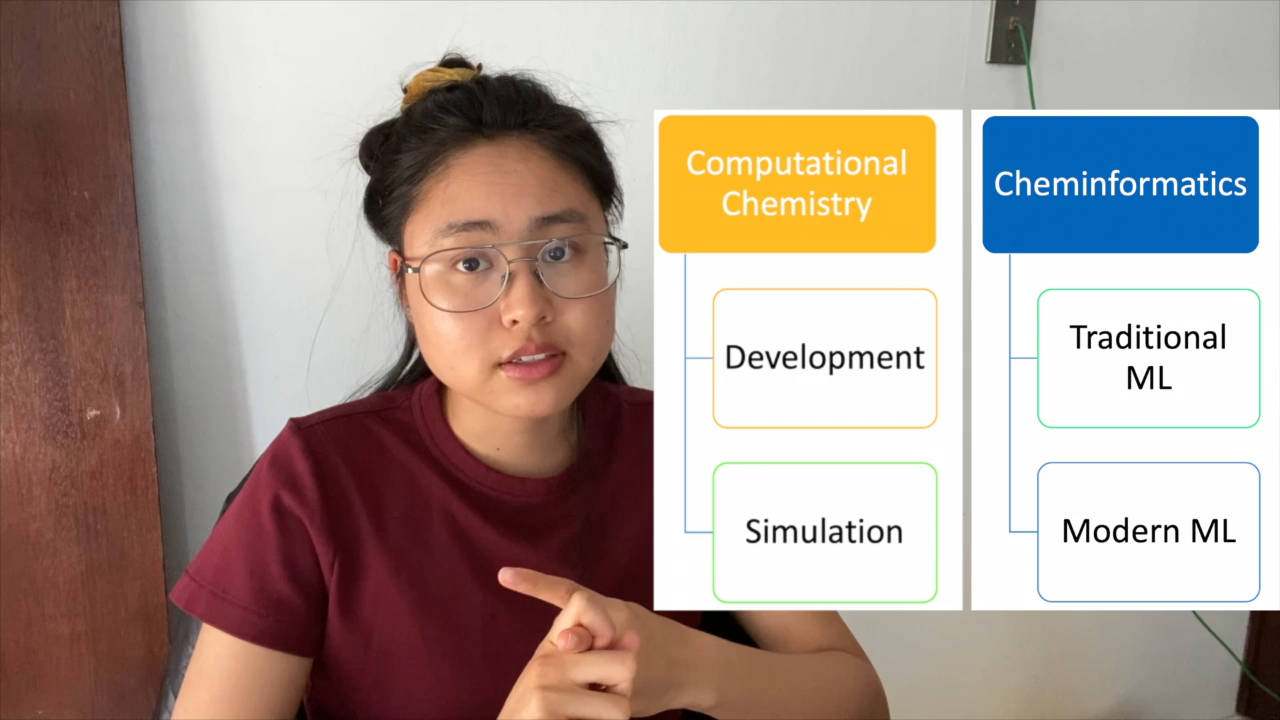 Computational
Chemistry
Development
Simulation
Cheminformatics
Traditional
ML
Modern ML